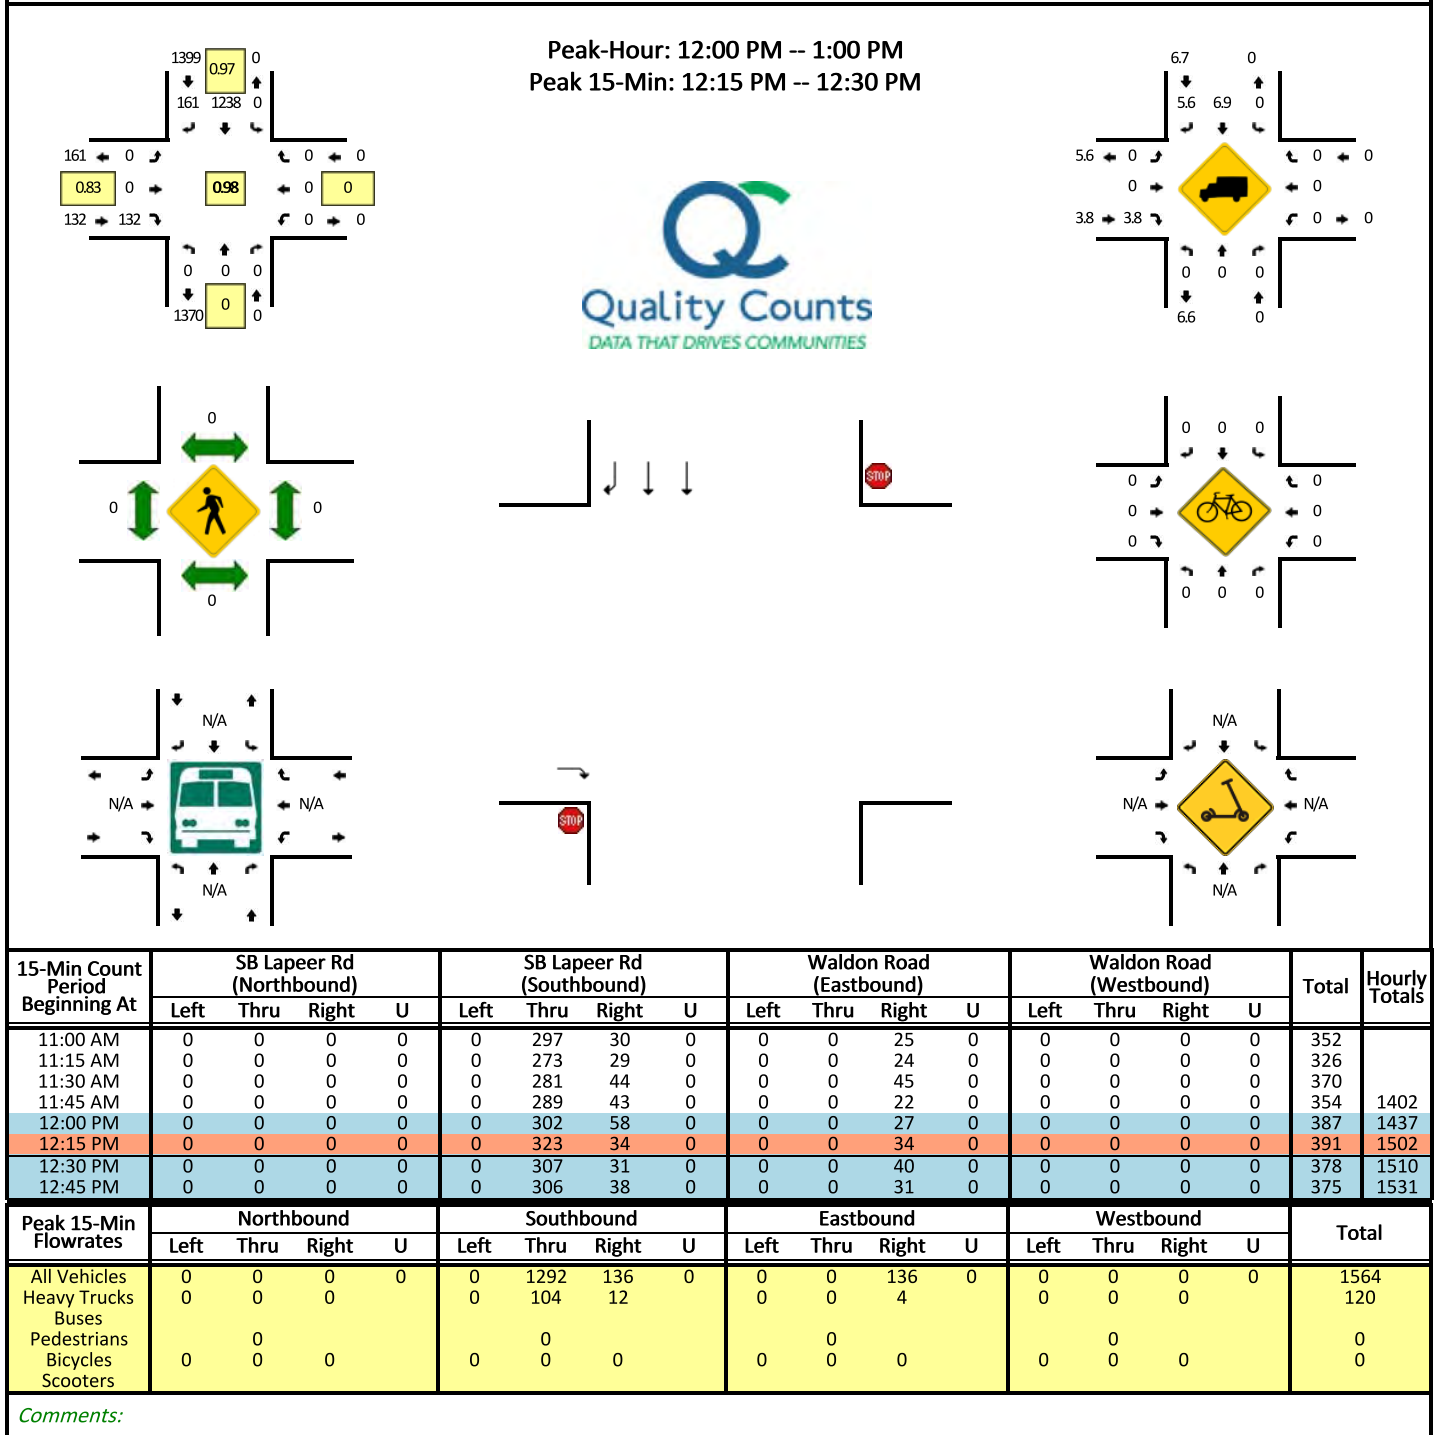 Peak-Hour: 12:00 PM -- 1:00 PM
Peak 15-Min: 12:15 PM -- 12:30 PM
1399 0.97 0
161 1238 0
161 0 0 0
0.83 0 0.98 0 0
132 132 0 0
0 0 0
1370 0 0
6.7 0
5.6 6.9 0
5.6 0 0 0
0 0
3.8 3.8 0 0
0 0 0
6.6 0
QC
Quality Counts
DATA THAT DRIVES COMMUNITIES
0
0 0
0
STOP
STOP
0 0 0
0 0
0 0
0 0
0 0 0
N/A
N/A N/A
N/A
N/A
N/A N/A
N/A
15-Min Count Period Beginning At SB Lapeer Rd (Northbound) SB Lapeer Rd (Southbound) Waldon Road (Eastbound) Waldon Road (Westbound) Total Hourly Totals
Left Thru Right U Left Thru Right U Left Thru Right U Left Thru Right U
11:00 AM 0 0 0 0 0 297 30 0 0 0 25 0 0 0 0 0 352
11:15 AM 0 0 0 0 0 273 29 0 0 0 24 0 0 0 0 0 326
11:30 AM 0 0 0 0 0 281 44 0 0 0 45 0 0 0 0 0 370
11:45 AM 0 0 0 0 0 289 43 0 0 0 22 0 0 0 0 0 354 1402
12:00 PM 0 0 0 0 0 302 58 0 0 0 27 0 0 0 0 0 387 1437
12:15 PM 0 0 0 0 0 323 34 0 0 0 34 0 0 0 0 0 391 1502
12:30 PM 0 0 0 0 0 307 31 0 0 0 40 0 0 0 0 0 378 1510
12:45 PM 0 0 0 0 0 306 38 0 0 0 31 0 0 0 0 0 375 1531
Peak 15-Min Flowrates Northbound Southbound Eastbound Westbound Total
Left Thru Right U Left Thru Right U Left Thru Right U Left Thru Right U
All Vehicles 0 0 0 0 0 1292 136 0 0 0 136 0 0 0 0 0 1564
Heavy Trucks 0 0 0 0 104 12 0 0 4 0 0 0 120
Buses
Pedestrians 0 0 0 0 0
Bicycles 0 0 0 0 0 0 0 0 0 0 0 0 0
Scooters
Comments: